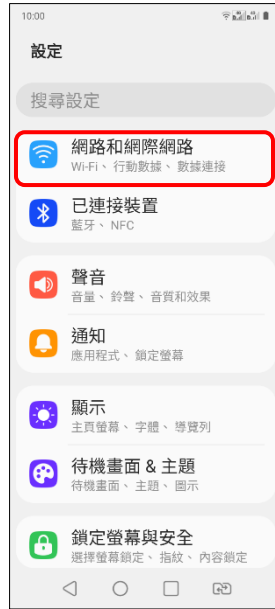 10:00
設定
搜尋設定
網路和網際網路
Wi-Fi、行動數據、數據連接
已連接裝置
藍牙、NFC
聲音
音量、鈴聲、音質和效果
通知
應用程式、鎖定螢幕
顯示
主頁螢幕、字體、導覽列
待機畫面 & 主題
待機畫面、主題、圖示
鎖定螢幕與安全
選擇螢幕鎖定、指紋、內容鎖定